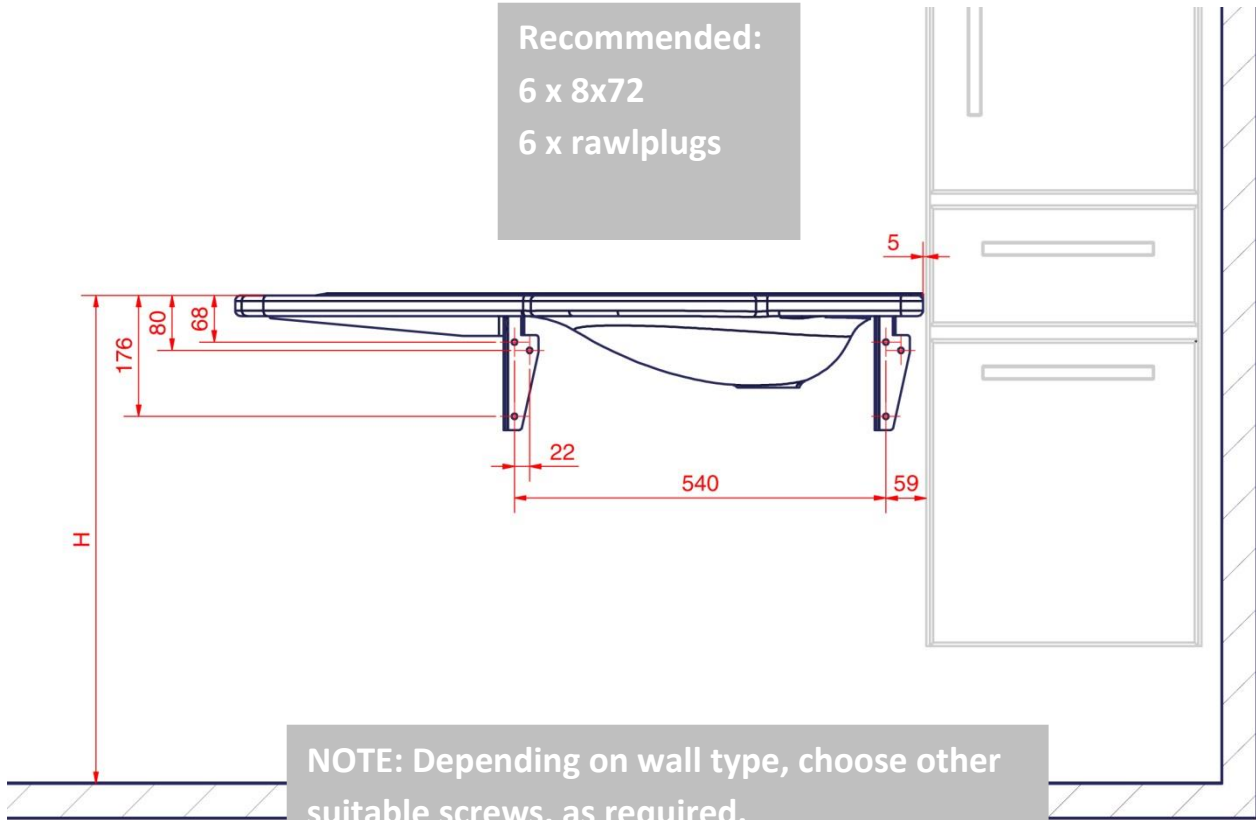 Recommended:
6 x 8x72
6 x rawlplugs
5
68
80
176
22
540
59
H
NOTE: Depending on wall type, choose other
suitable screws, as required.